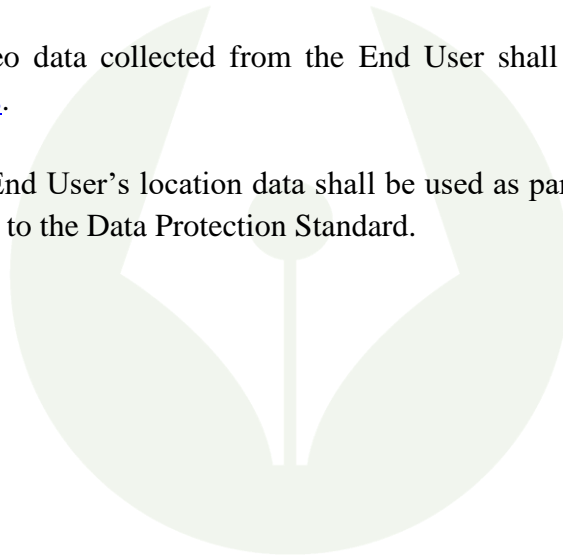 eo data collected from the End User shall
.
End User’s location data shall be used as par
to the Data Protection Standard.